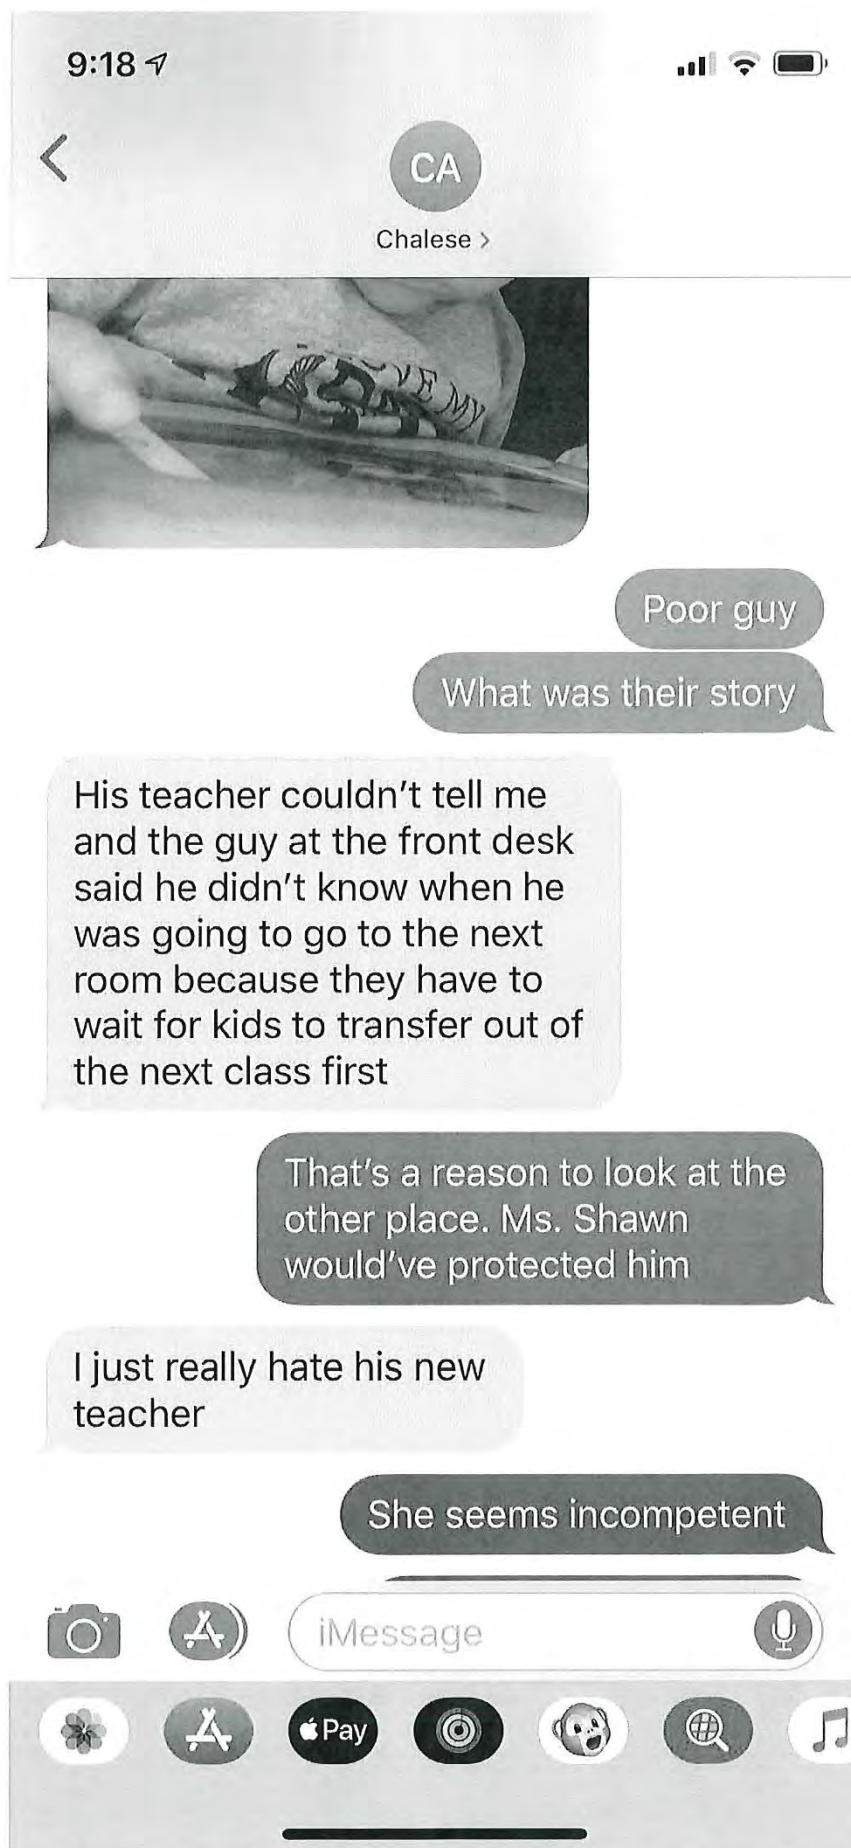 9:18
CA
Chalese >
VE MY
Poor guy
What was their story
His teacher couldn't tell me
and the guy at the front desk
said he didn't know when he
was going to go to the next
room because they have to
wait for kids to transfer out of
the next class first
That's a reason to look at the
other place. Ms. Shawn
would've protected him
I just really hate his new
teacher
She seems incompetent
iMessage
Pay